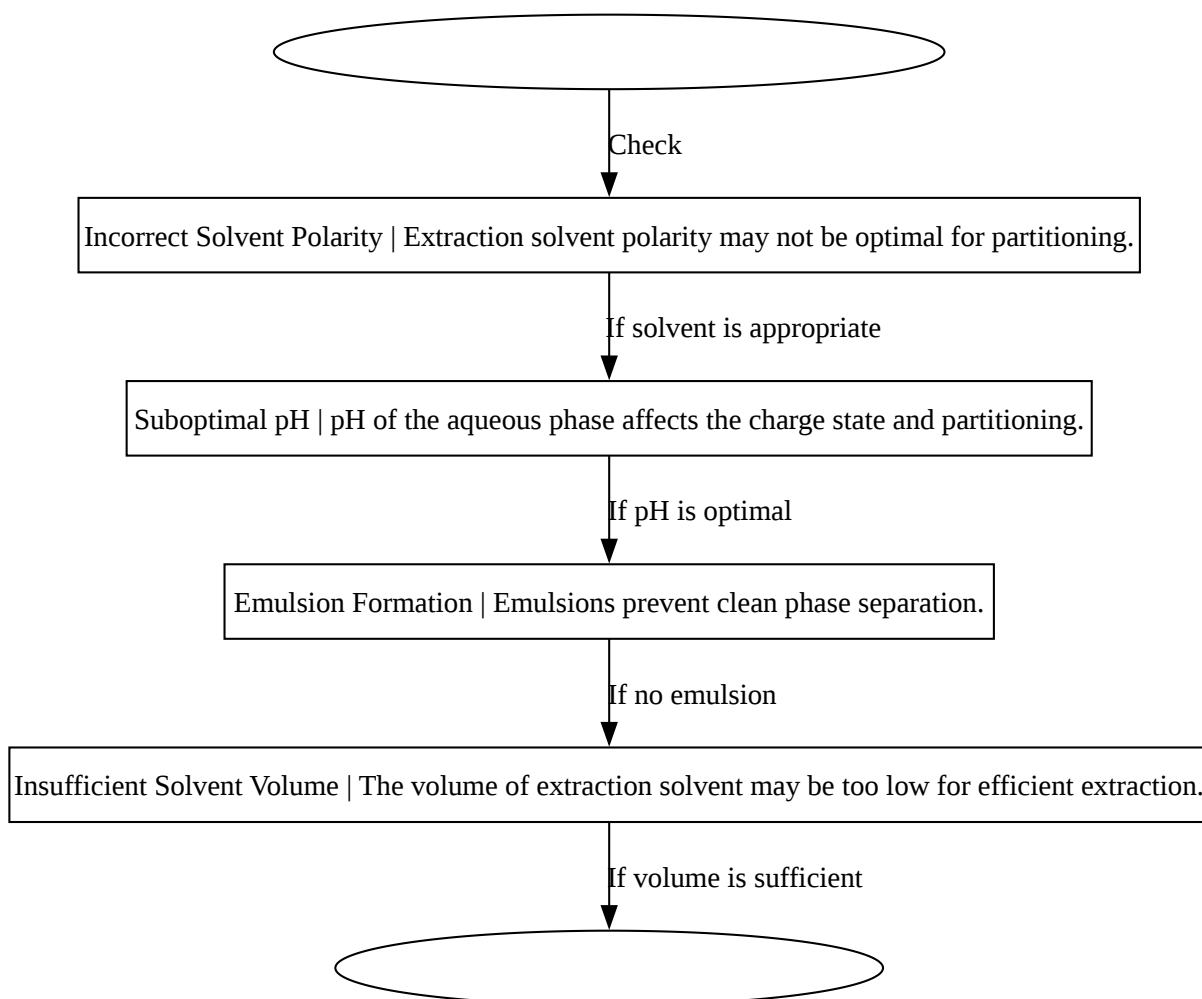 Check
Incorrect Solvent Polarity | Extraction solvent polarity may not be optimal for partitioning.
If solvent is appropriate
Suboptimal pH | pH of the aqueous phase affects the charge state and partitioning.
If pH is optimal
Emulsion Formation | Emulsions prevent clean phase separation.
If no emulsion
Insufficient Solvent Volume | The volume of extraction solvent may be too low for efficient extraction.
If volume is sufficient